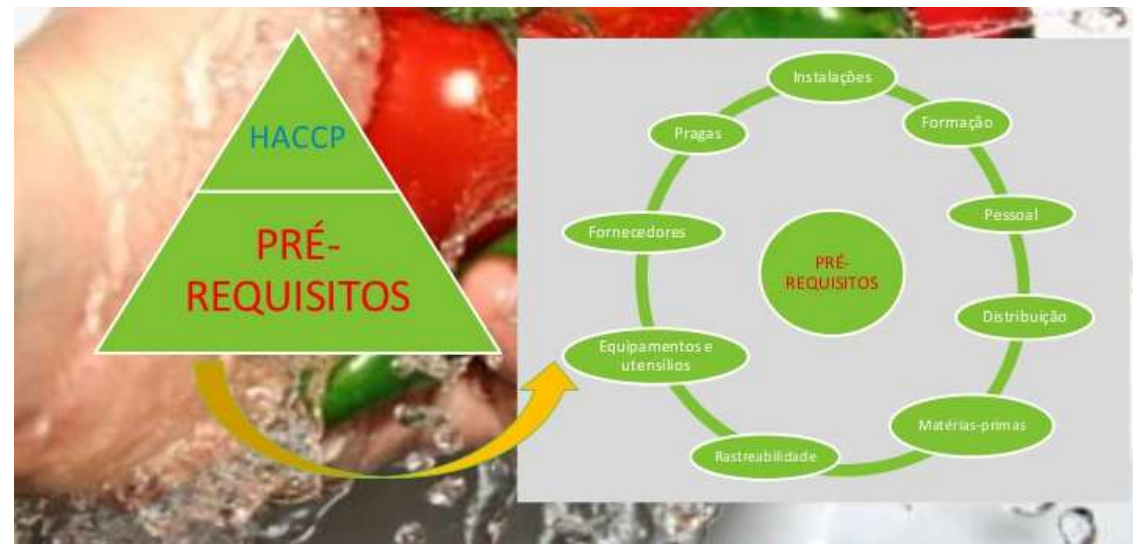 HACCP
PRÉ-
REQUISITOS
Instalações
Formação
Pessoal
Distribuição
Matérias-primas
Rastreabilidade
Equipamentos e
utensílios
Fornecedores
Pragas
PRÉ-
REQUISITOS